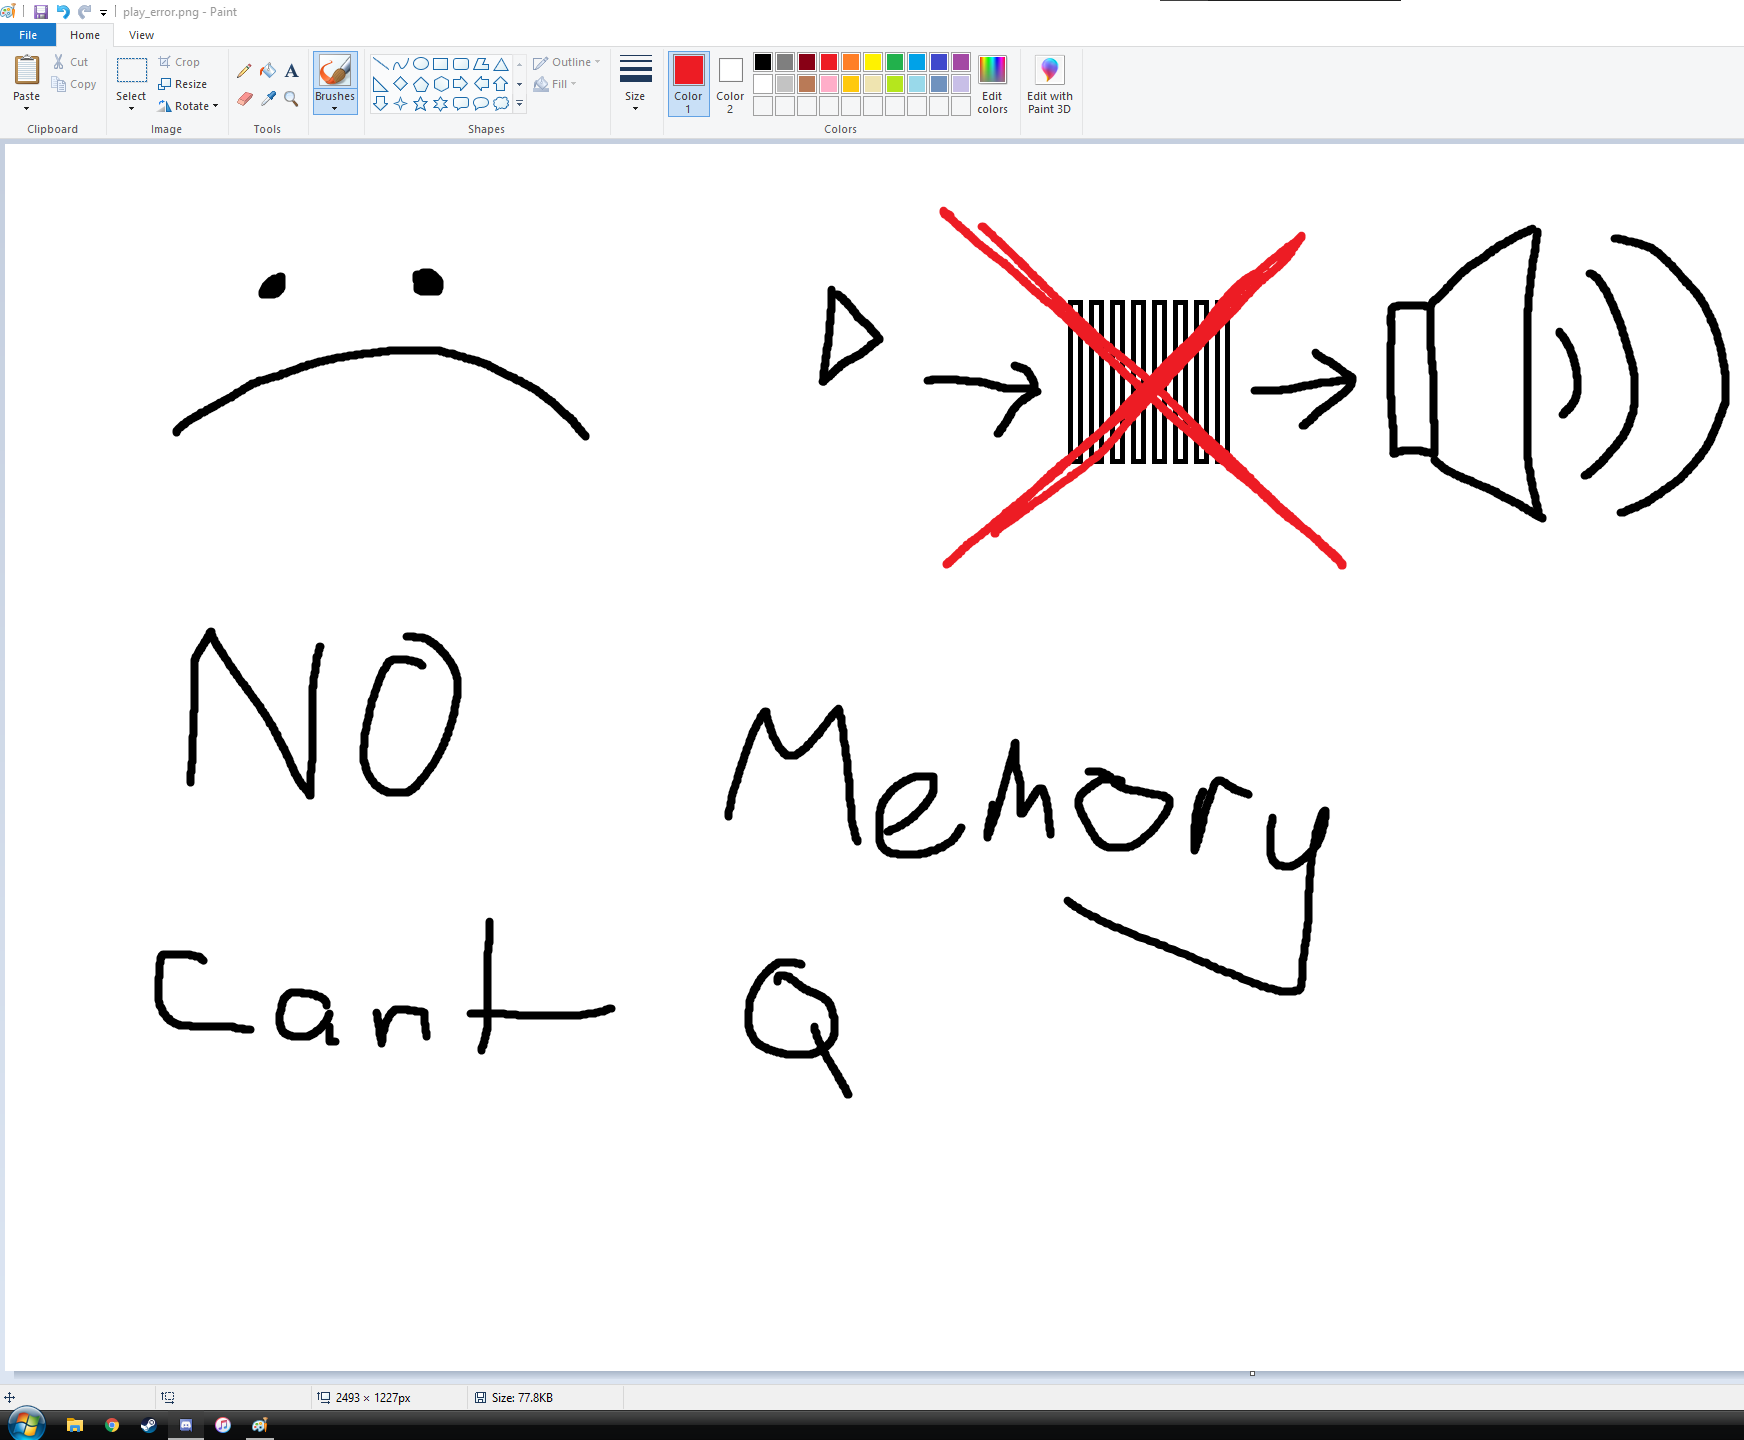 play_error.png - Paint
File Home View
Paste Cut Copy Select Crop Resize Rotate A Brushes Outline Fill Size Color 1 Color 2 Edit colors Edit with Paint 3D
Clipboard Image Tools Shapes Colors
NO Memory
Cant Q
2493 × 1227px Size: 77.8KB